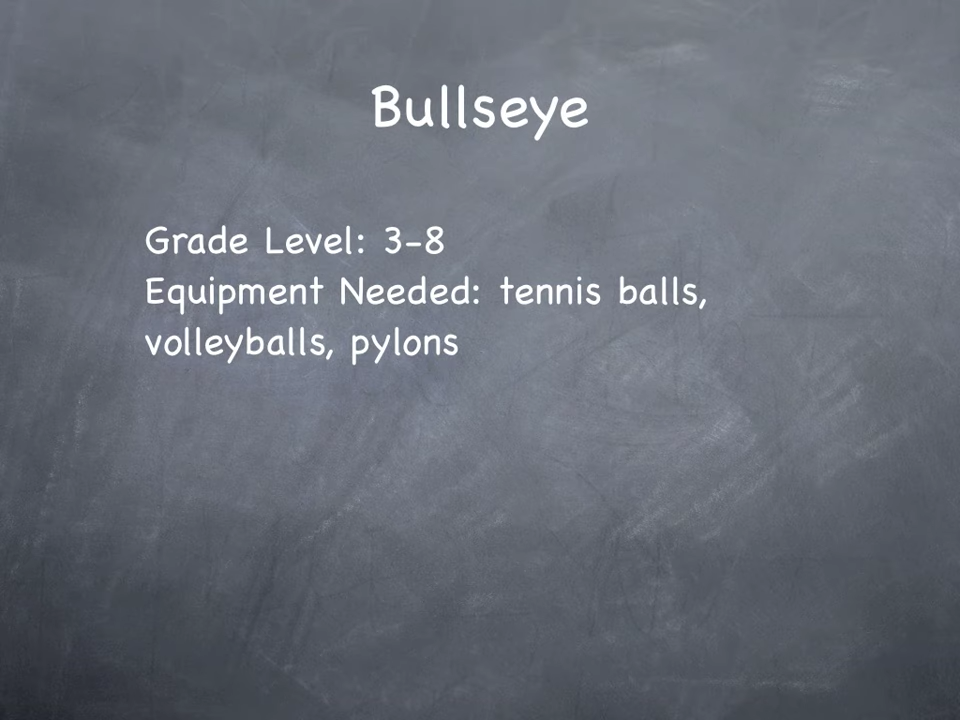 Bullseye
Grade Level: 3-8
Equipment Needed: tennis balls,
volleyballs, pylons